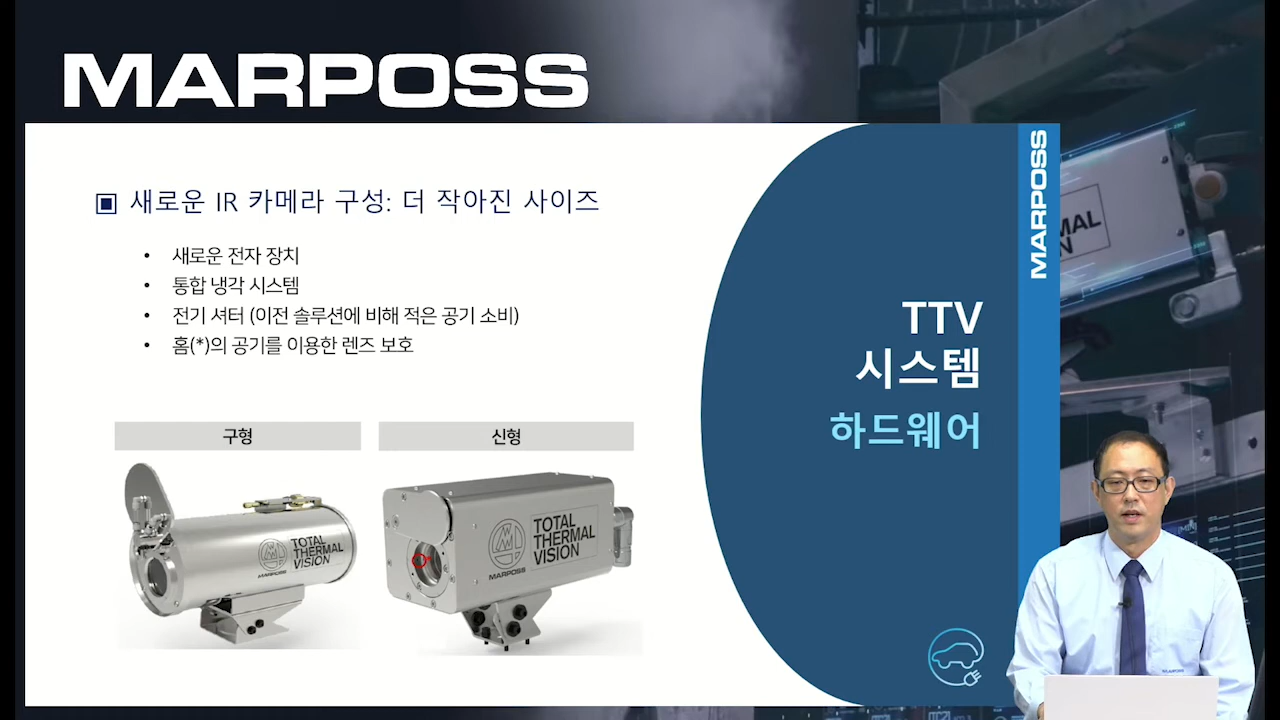 MARPOSS
새로운 IR 카메라 구성: 더 작아진 사이즈
• 새로운 전자 장치
• 통합 냉각 시스템
• 전기 셔터 (이전 솔루션에 비해 적은 공기 소비)
• 홈(*)의 공기를 이용한 렌즈 보호
구형
신형
TOTAL
THERMAL
VISION
MARPOSS
TOTAL
THERMAL
VISION
MARPOSS
TTV
시스템
하드웨어
MARPOSS
MAL
N
MARPOSS